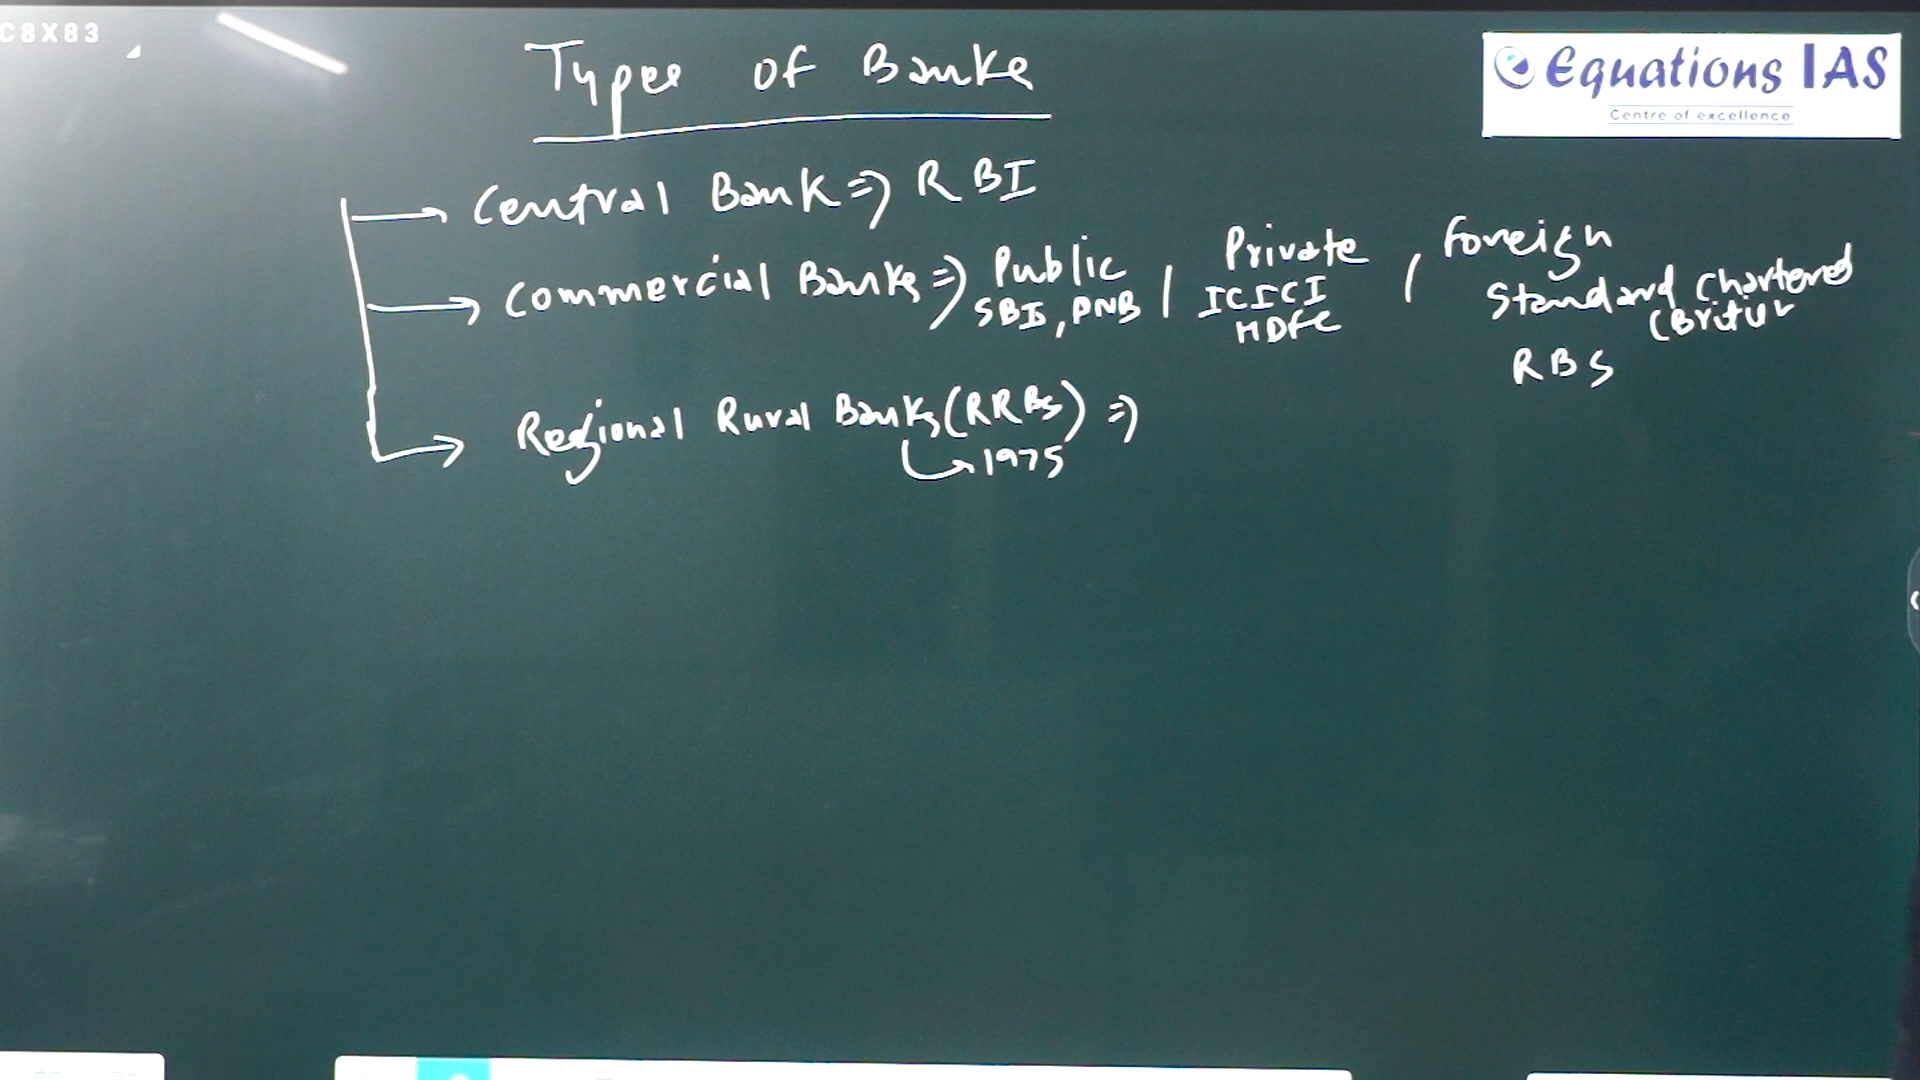 C8X83
Types of Banks
Equations IAS
Centre of excellence
Central Bank => RBI
Commercial Banks => Public / Private / Foreign
SBI, PNB
ICICI
HDFC
Standard Chartered
(British
RBS
Regional Rural Banks (RRBs) =>
1975